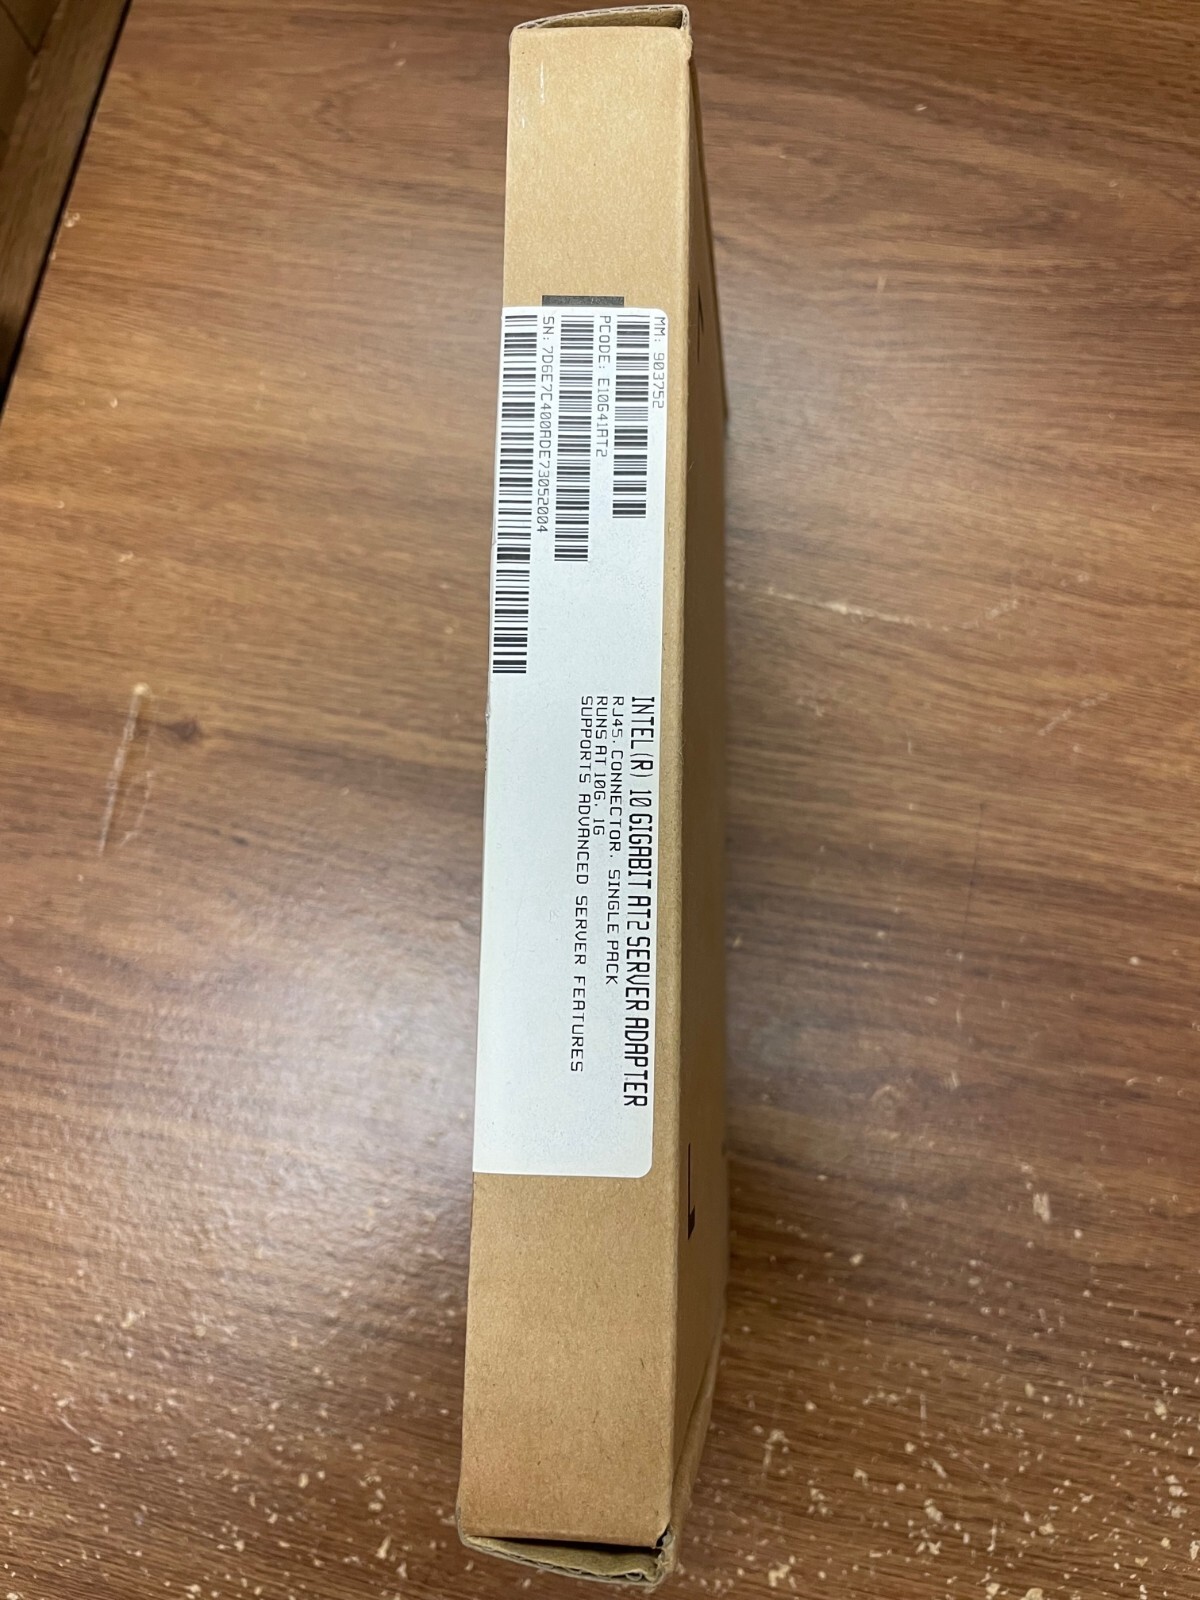 MM: 903752
PCODE: E10G41AT2
SN: 7D6E7C400ADE73052004
INTEL(R) 10 GIGABIT AT2 SERVER ADAPTER
RJ45, CONNECTOR, SINGLE PACK
RUNS AT 10G, 1G
SUPPORTS ADVANCED SERVER FEATURES